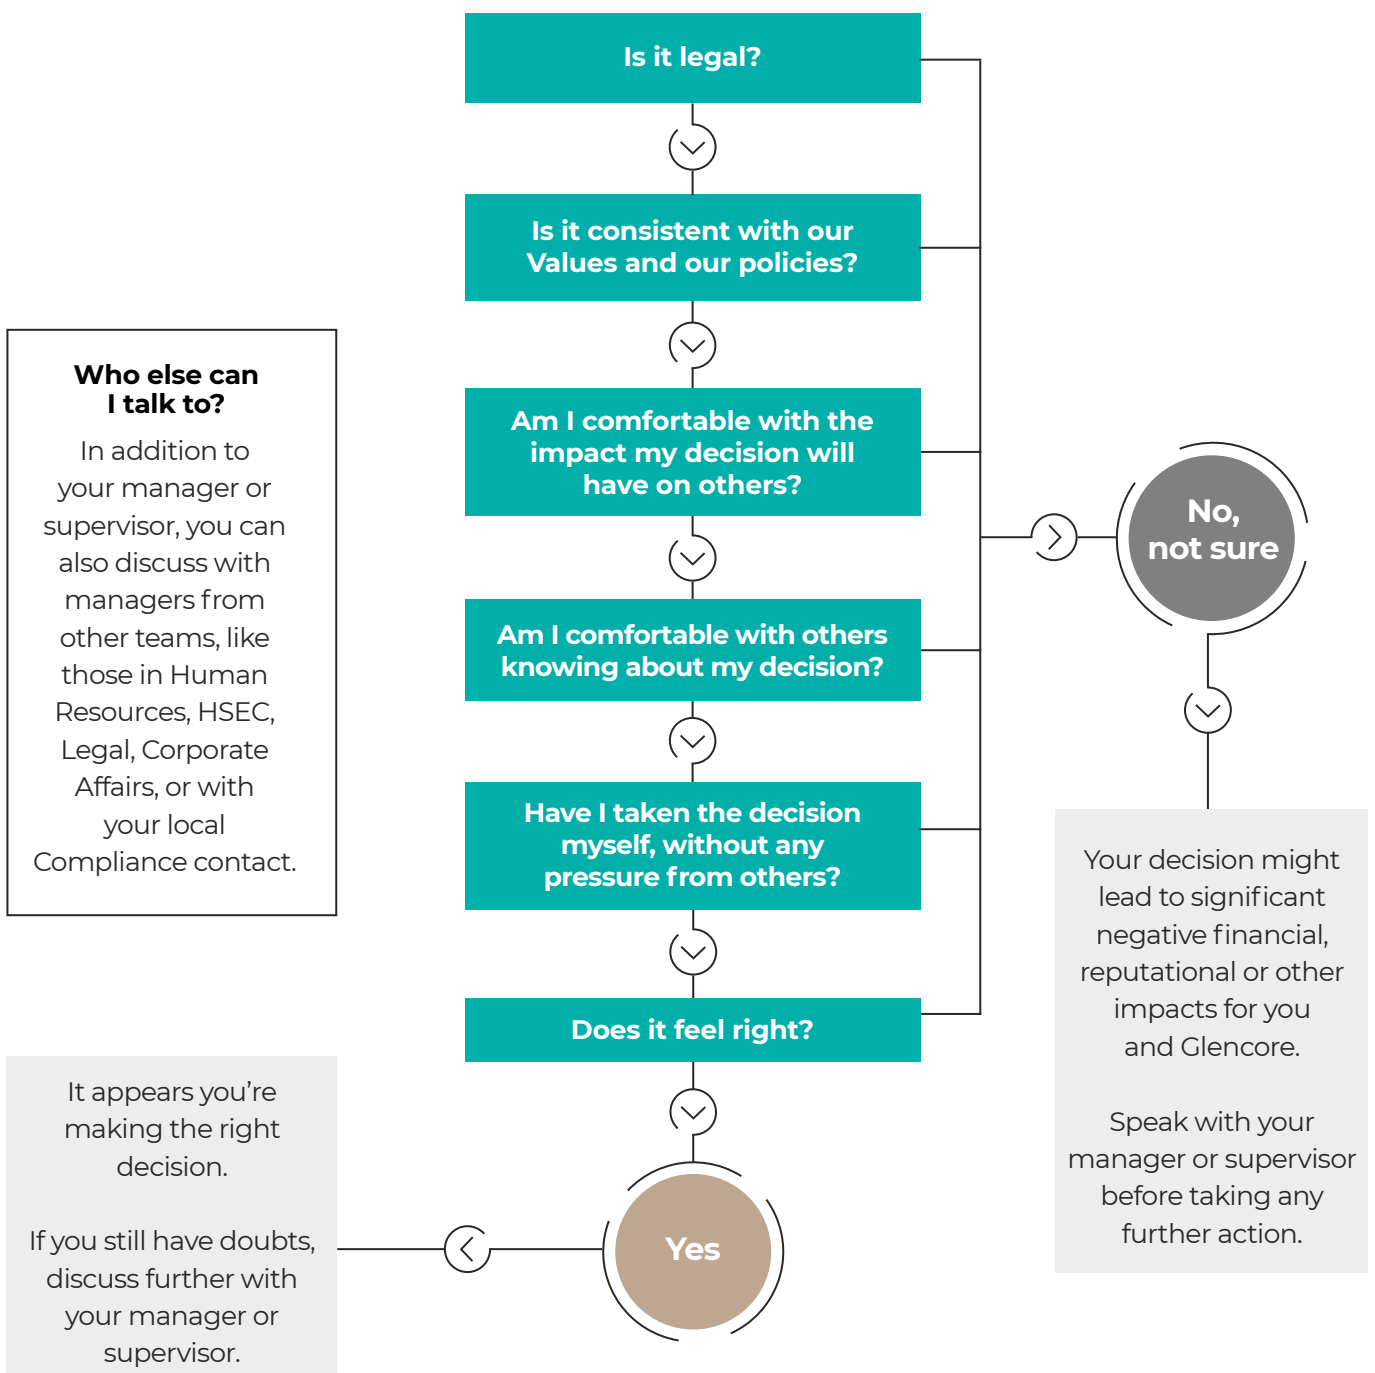 Is it legal?
Is it consistent with our
Values and our policies?
Am I comfortable with the
impact my decision will
have on others?
Am I comfortable with others
knowing about my decision?
Have I taken the decision
myself, without any
pressure from others?
Does it feel right?
Yes
No,
not sure
Your decision might
lead to significant
negative financial,
reputational or other
impacts for you
and Glencore.
Speak with your
manager or supervisor
before taking any
further action.
Who else can
I talk to?
In addition to
your manager or
supervisor, you can
also discuss with
managers from
other teams, like
those in Human
Resources, HSEC,
Legal, Corporate
Affairs, or with
your local
Compliance contact.
It appears you’re
making the right
decision.
If you still have doubts,
discuss further with
your manager or
supervisor.